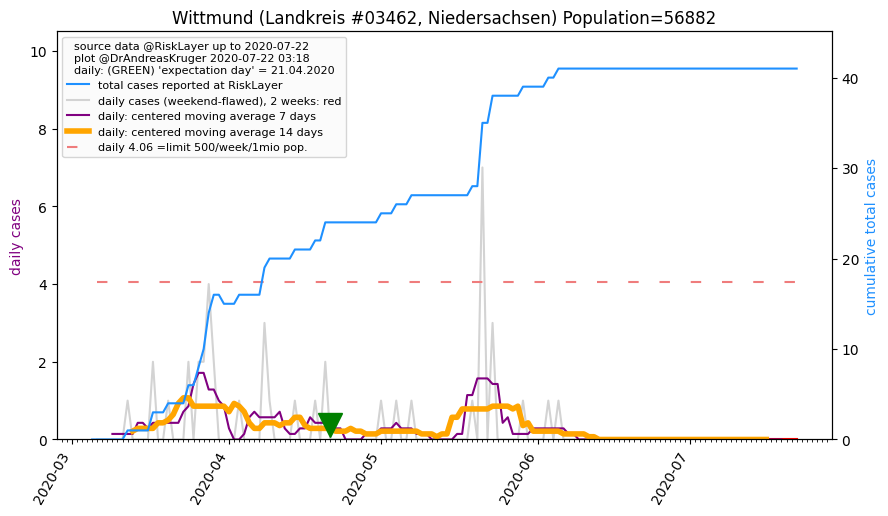 Wittmund (Landkreis #03462, Niedersachsen) Population=56882
source data @RiskLayer up to 2020-07-22
plot @DrAndreasKruger 2020-07-22 03:18
daily: (GREEN) 'expectation day' = 21.04.2020
total cases reported at RiskLayer
daily cases (weekend-flawed), 2 weeks: red
daily: centered moving average 7 days
daily: centered moving average 14 days
daily 4.06 =limit 500/week/1mio pop.
daily cases
10
8
6
4
2
0
cumulative total cases
40
30
20
10
0
2020-03
2020-04
2020-05
2020-06
2020-07